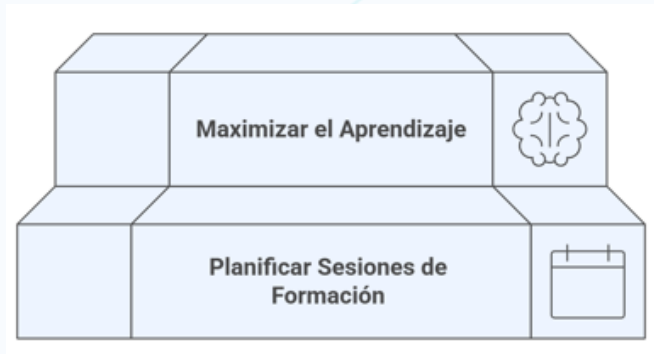 Maximizar el Aprendizaje
Planificar Sesiones de
Formación